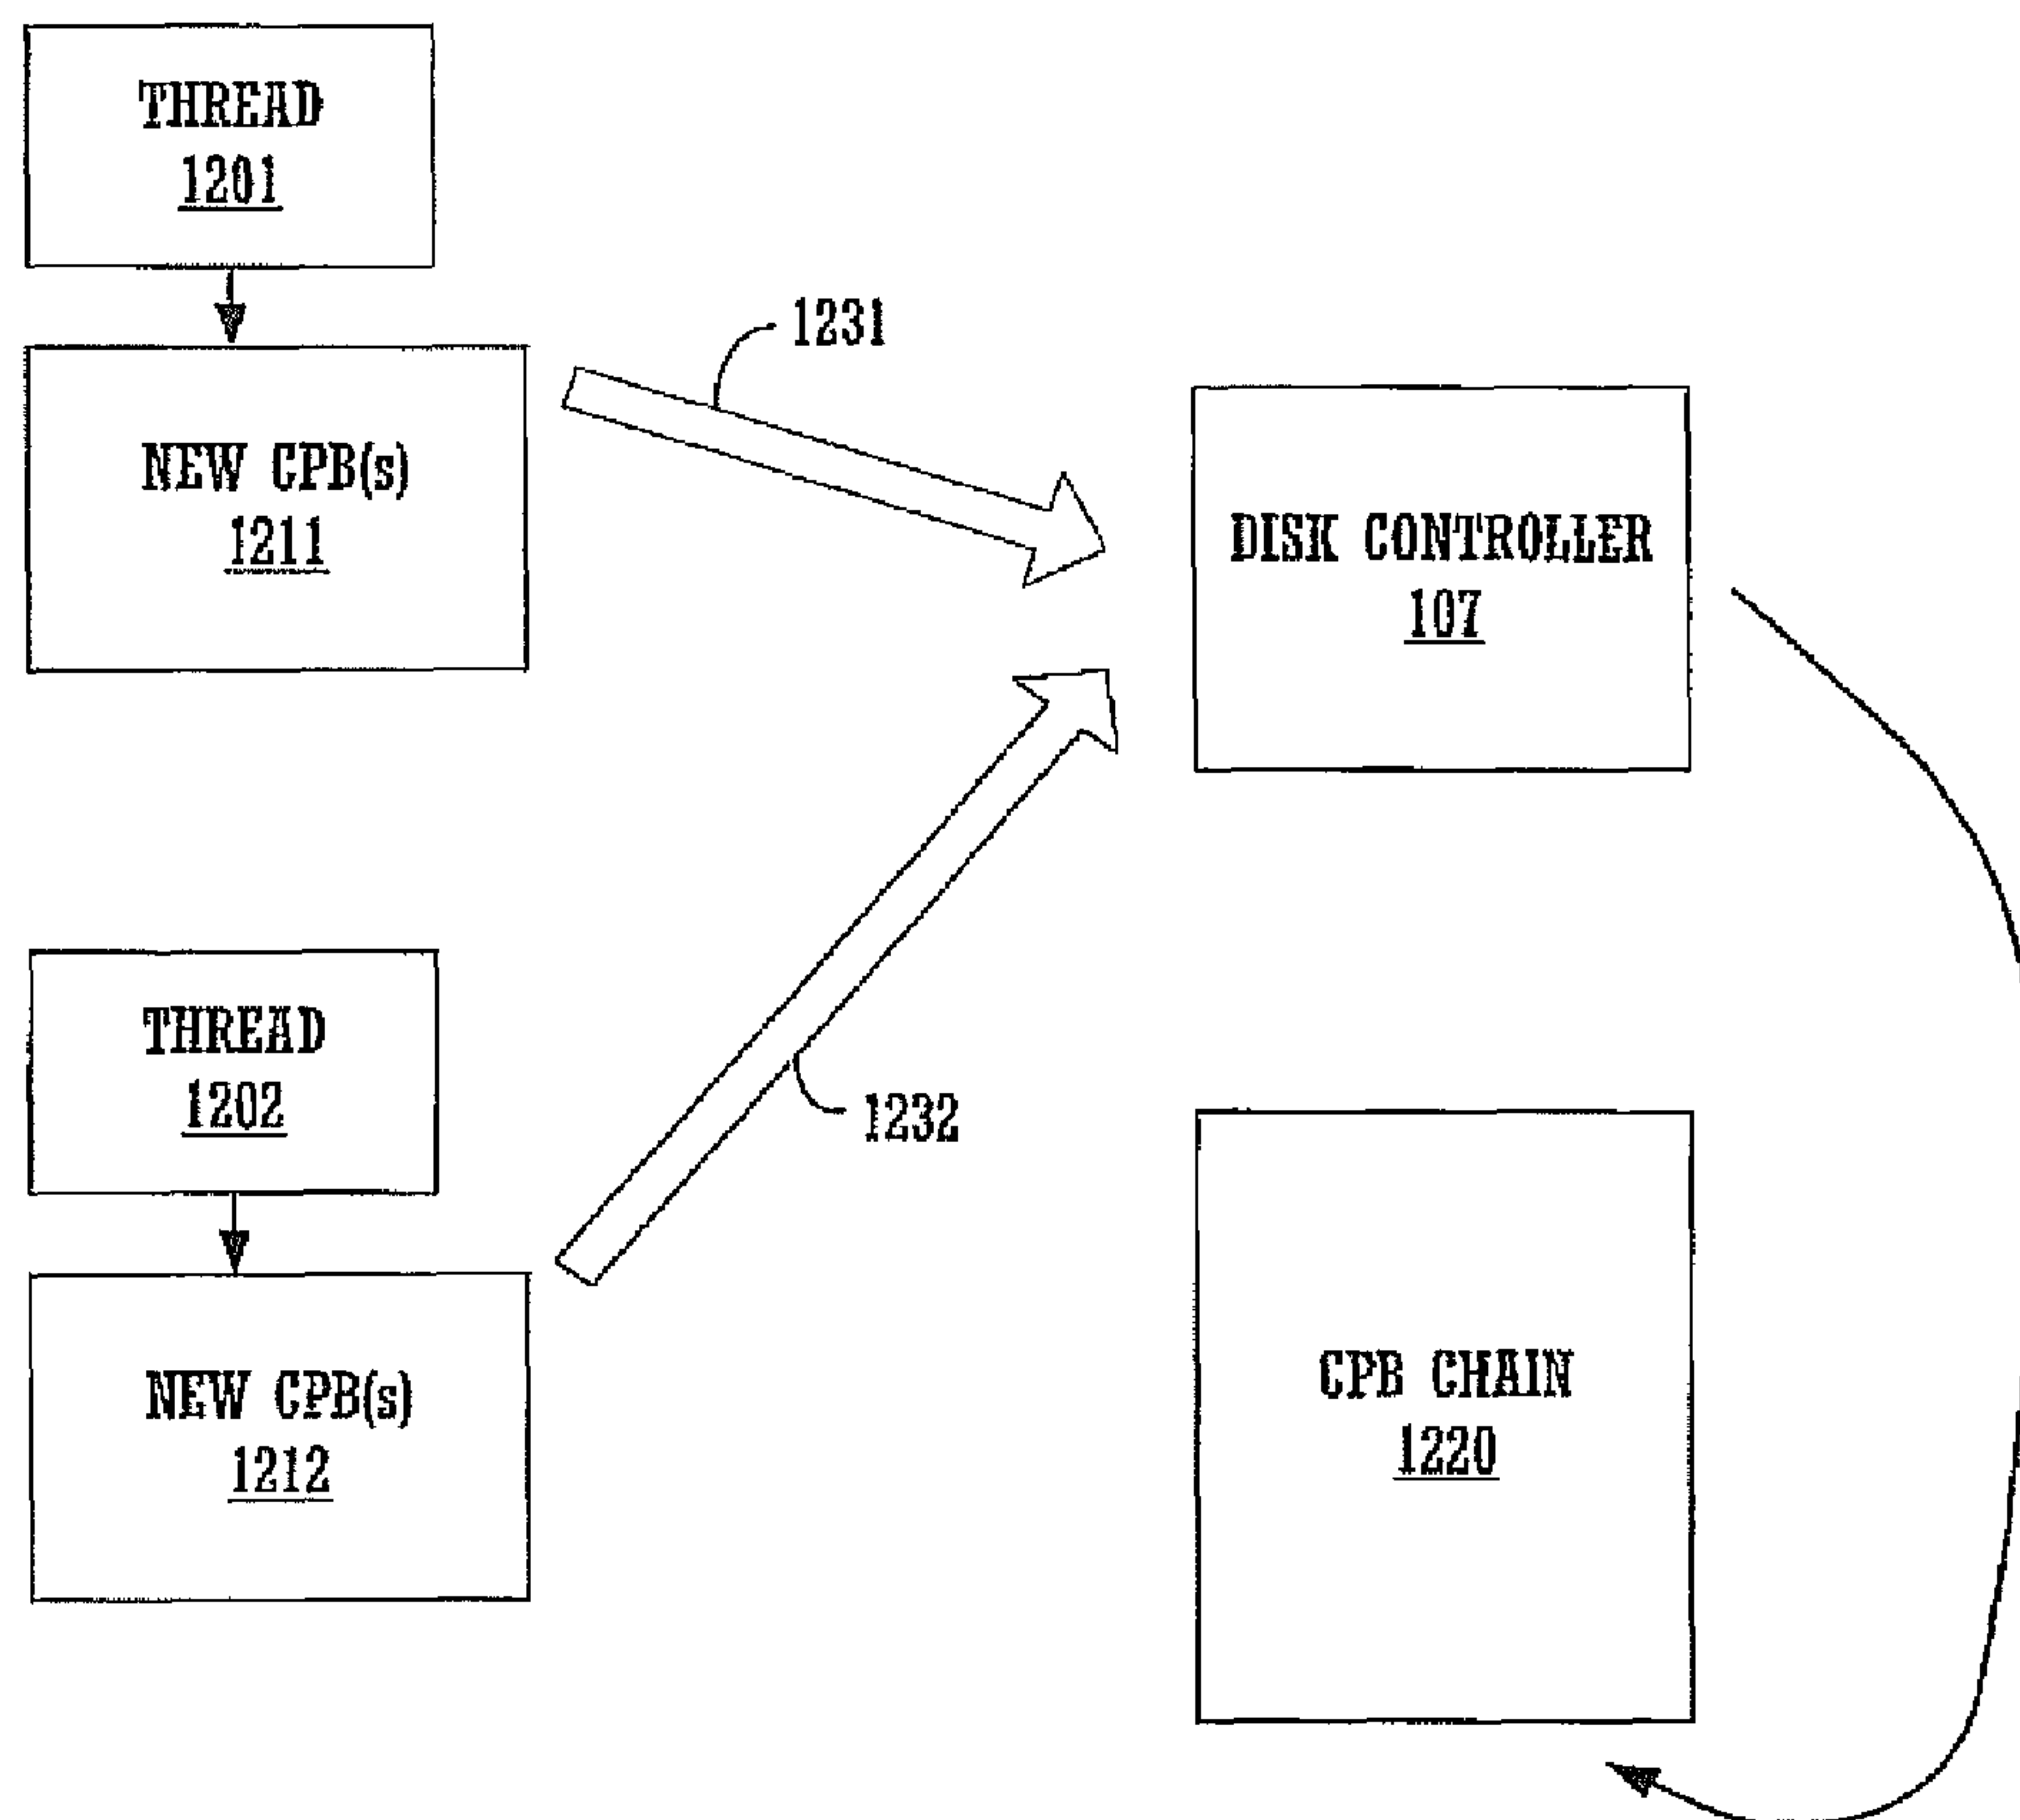 THREAD
1201
NEW CPB(s)
1211
1231
DISK CONTROLLER
107
THREAD
1202
NEW CPB(s)
1212
1232
CPB CHAIN
1220